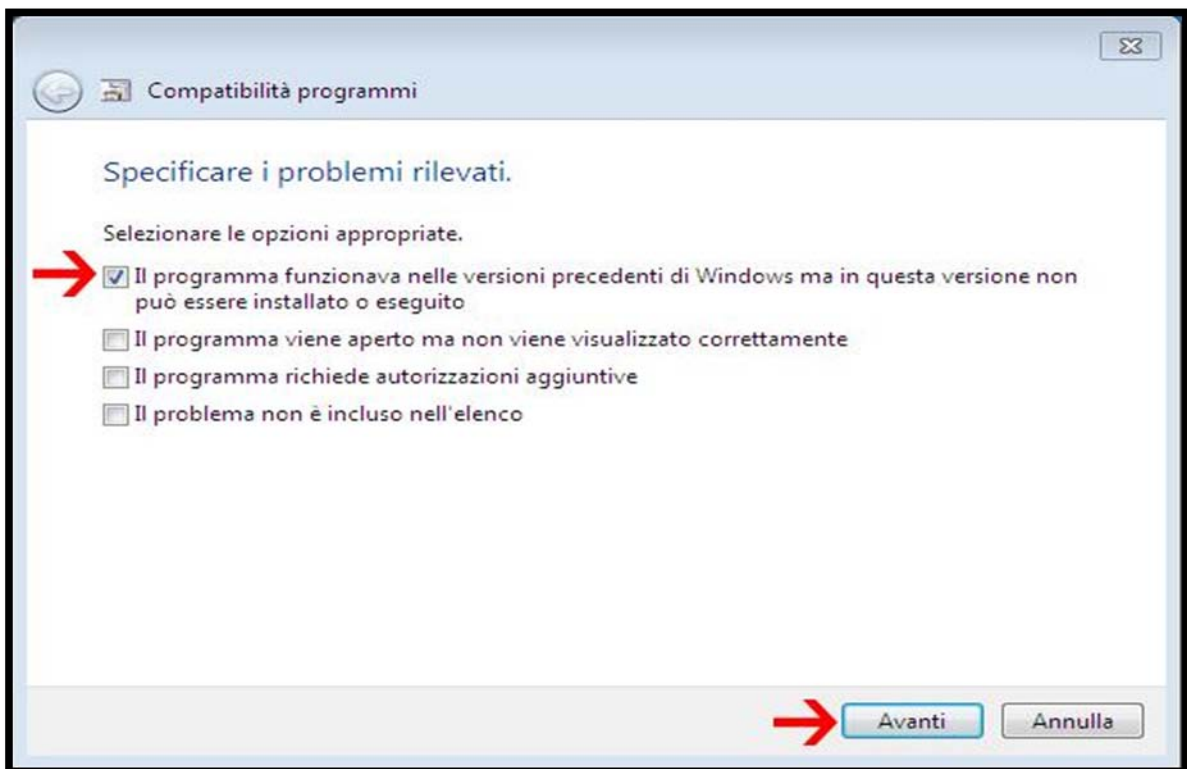 Compatibilità programmi
Specificare i problemi rilevati.
Selezionare le opzioni appropriate.
Il programma funzionava nelle versioni precedenti di Windows ma in questa versione non
può essere installato o eseguito
Il programma viene aperto ma non viene visualizzato correttamente
Il programma richiede autorizzazioni aggiuntive
Il problema non è incluso nell'elenco
Avanti
Annulla